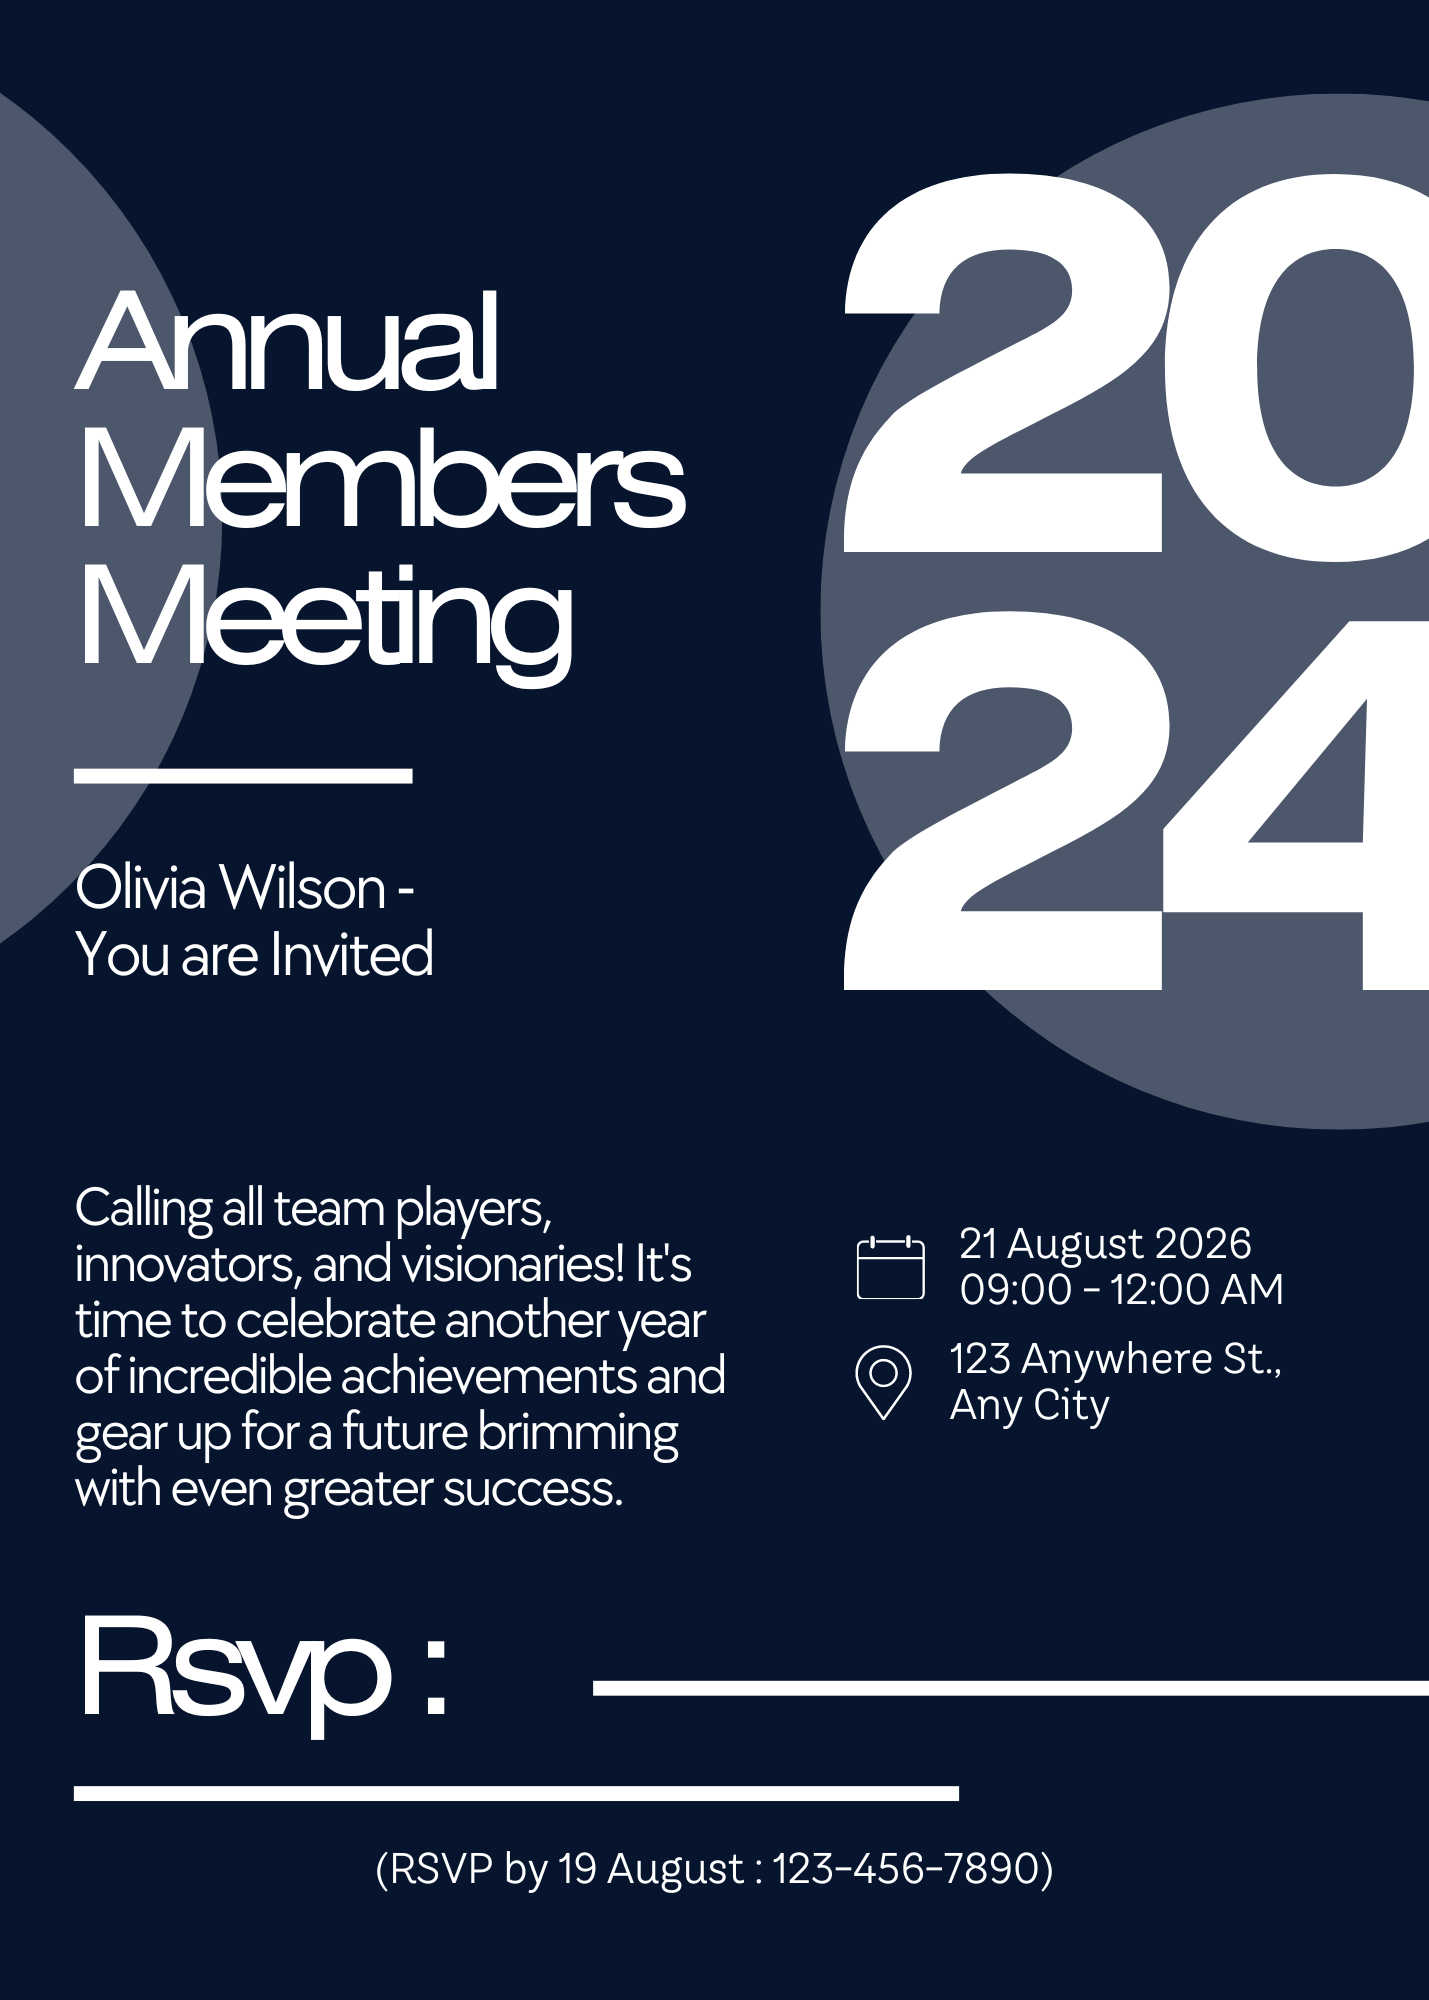 Annual
Members
Meeting
20
24
Olivia Wilson -
You are Invited
Calling all team players,
innovators, and visionaries! It's
time to celebrate another year
of incredible achievements and
gear up for a future brimming
with even greater success.
21 August 2026
09:00 - 12:00 AM
123 Anywhere St.,
Any City
Rsvp :
(RSVP by 19 August : 123-456-7890)